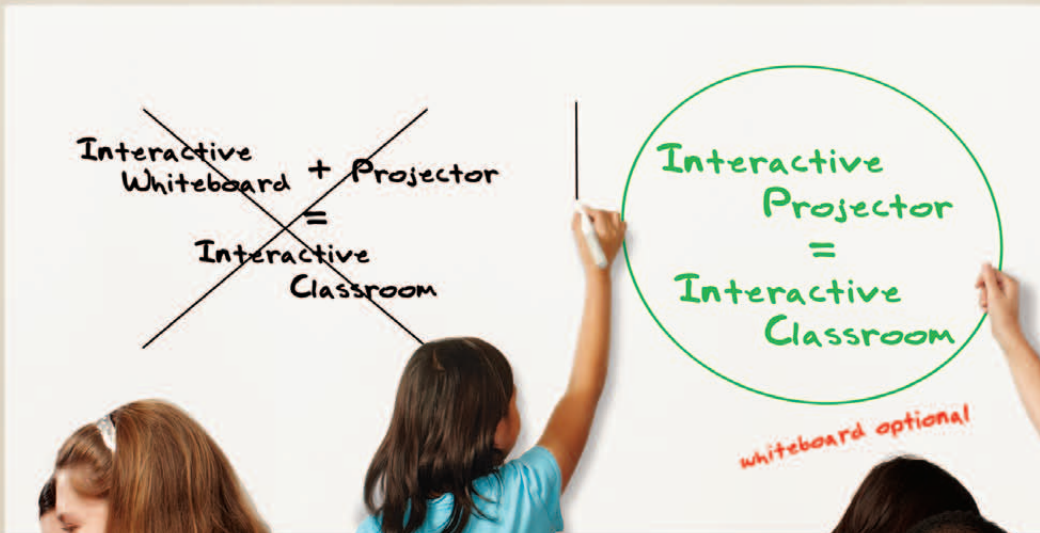 Interactive
Whiteboard + Projector
=
Interactive
Classroom
Interactive
Projector
=
Interactive
Classroom
whiteboard optional